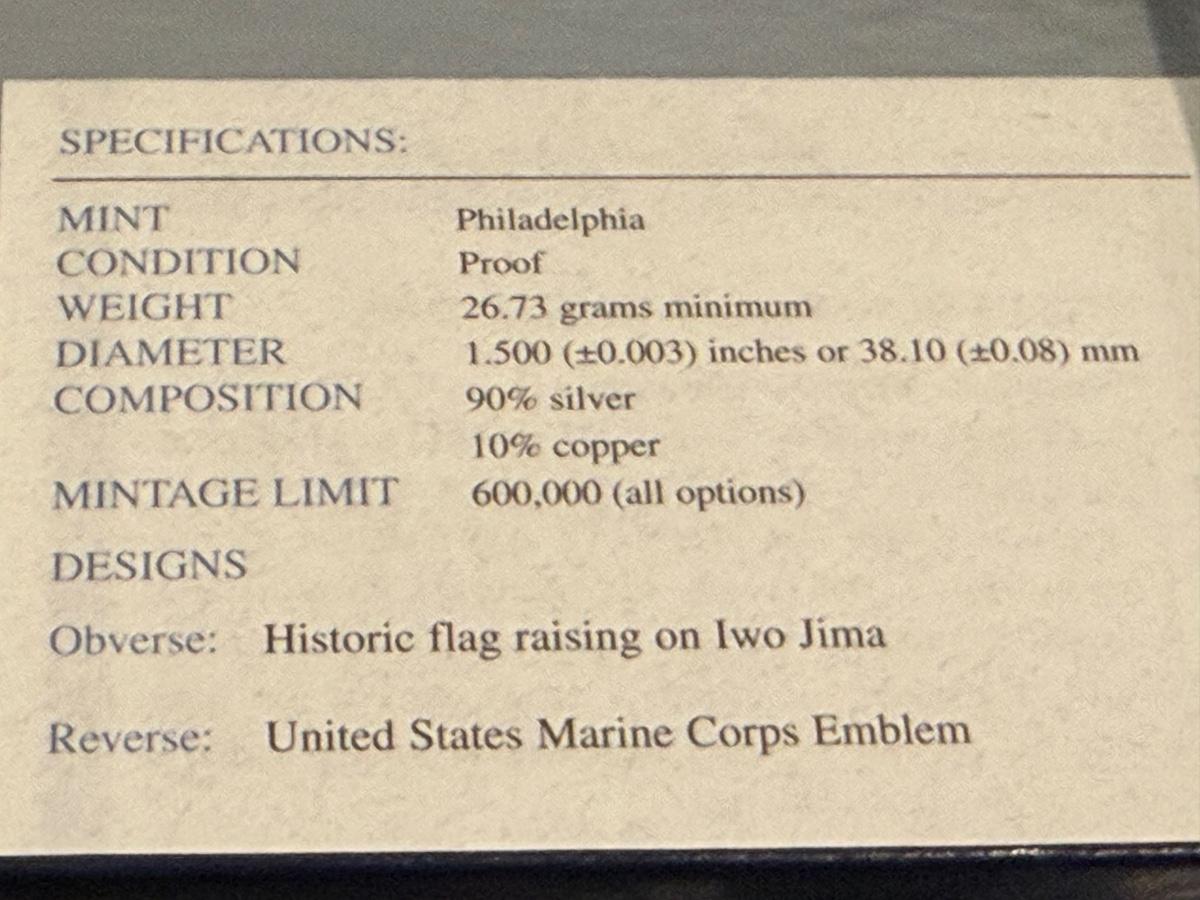 SPECIFICATIONS:
MINT Philadelphia
CONDITION Proof
WEIGHT 26.73 grams minimum
DIAMETER 1.500 (±0.003) inches or 38.10 (±0.08) mm
COMPOSITION 90% silver
10% copper
MINTAGE LIMIT 600,000 (all options)
DESIGNS
Obverse: Historic flag raising on Iwo Jima
Reverse: United States Marine Corps Emblem